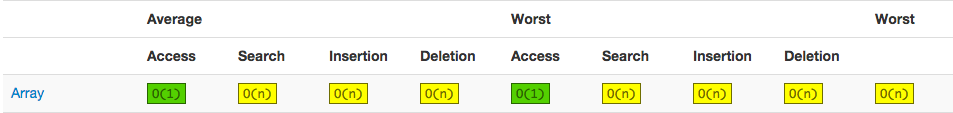 Average Worst Worst
Access Search Insertion Deletion Access Search Insertion Deletion
Array O(1) O(n) O(n) O(n) O(1) O(n) O(n) O(n) O(n)